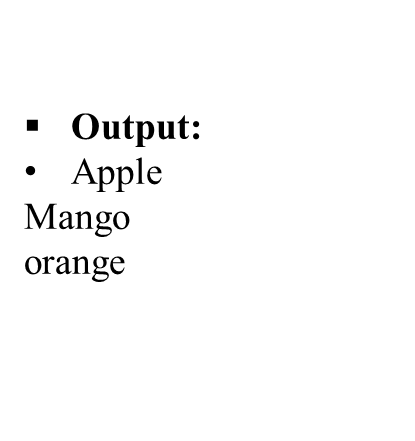 ▪ Output:
• Apple
Mango
orange